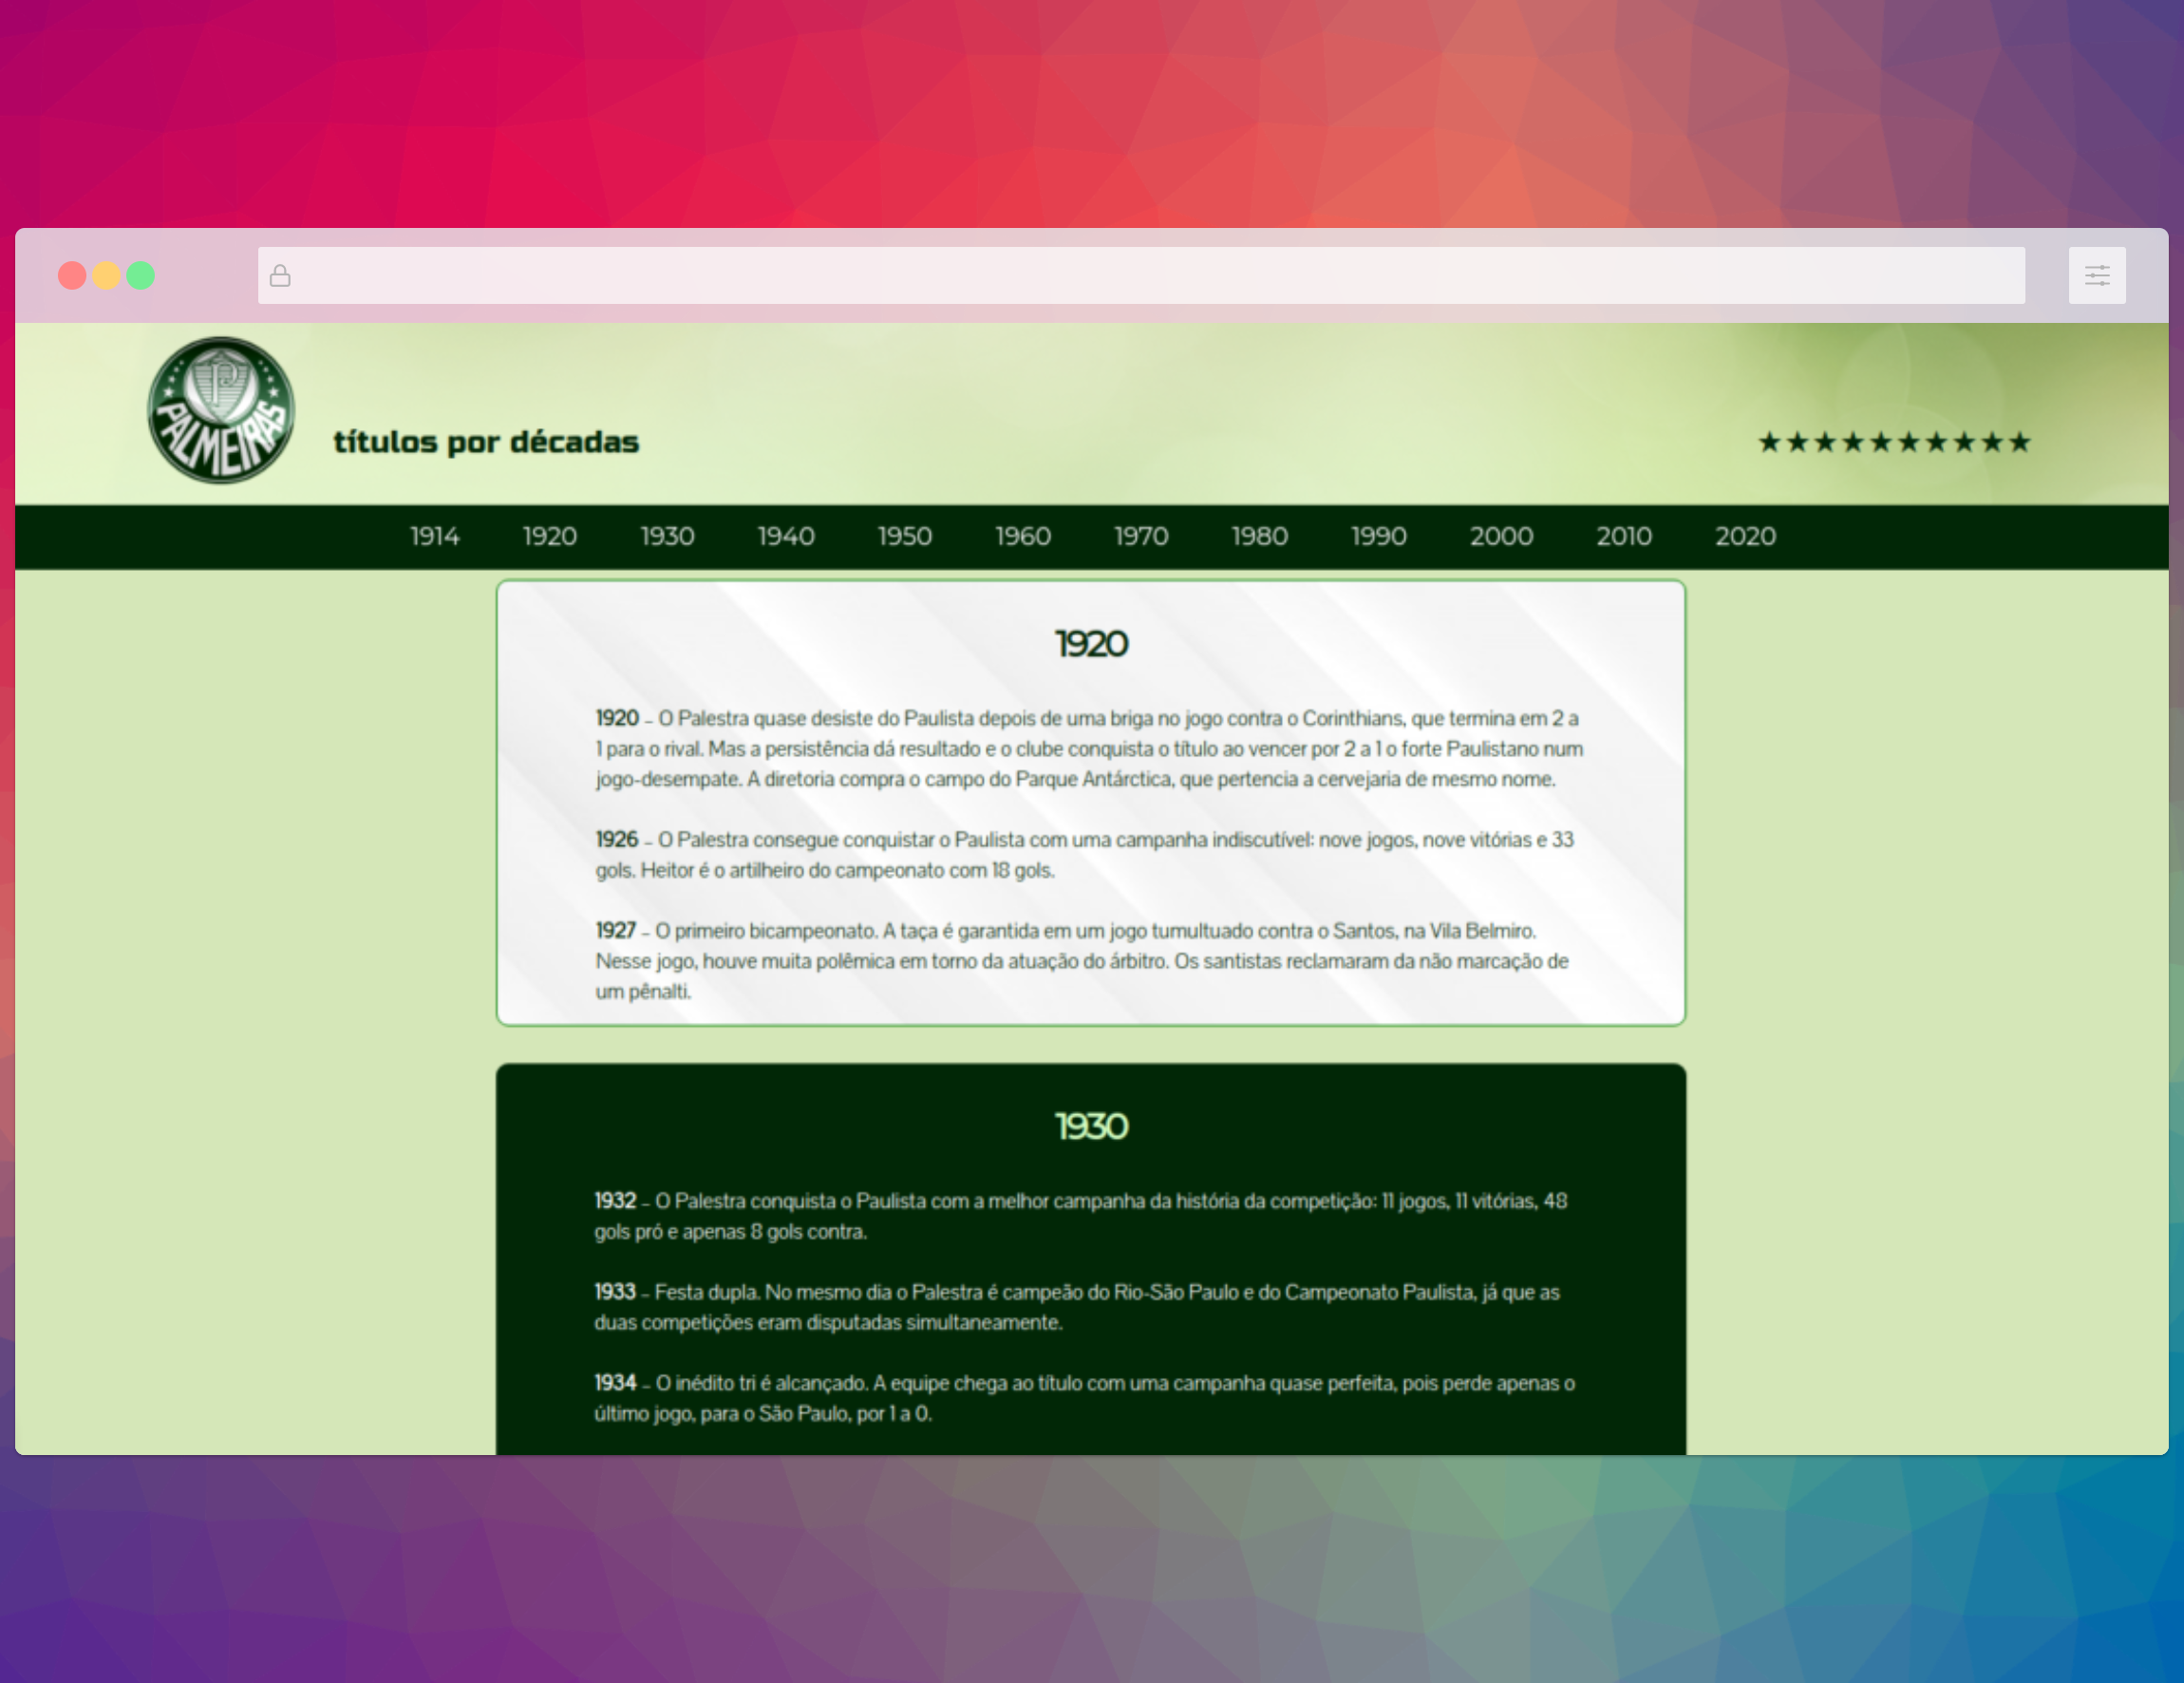 PALMEIRAS
títulos por décadas
★★★★★★★★★★
1914 1920 1930 1940 1950 1960 1970 1980 1990 2000 2010 2020
1920
1920 – O Palestra quase desiste do Paulista depois de uma briga no jogo contra o Corinthians, que termina em 2 a
1 para o rival. Mas a persistência dá resultado e o clube conquista o título ao vencer por 2 a 1 o forte Paulistano num
jogo-desempate. A diretoria compra o campo do Parque Antárctica, que pertencia a cervejaria de mesmo nome.
1926 – O Palestra consegue conquistar o Paulista com uma campanha indiscutível: nove jogos, nove vitórias e 33
gols. Heitor é o artilheiro do campeonato com 18 gols.
1927 – O primeiro bicampeonato. A taça é garantida em um jogo tumultuado contra o Santos, na Vila Belmiro.
Nesse jogo, houve muita polêmica em torno da atuação do árbitro. Os santistas reclamaram da não marcação de
um pênalti.
1930
1932 – O Palestra conquista o Paulista com a melhor campanha da história da competição: 11 jogos, 11 vitórias, 48
gols pró e apenas 8 gols contra.
1933 – Festa dupla. No mesmo dia o Palestra é campeão do Rio-São Paulo e do Campeonato Paulista, já que as
duas competições eram disputadas simultaneamente.
1934 – O inédito tri é alcançado. A equipe chega ao título com uma campanha quase perfeita, pois perde apenas o
último jogo, para o São Paulo, por 1 a 0.